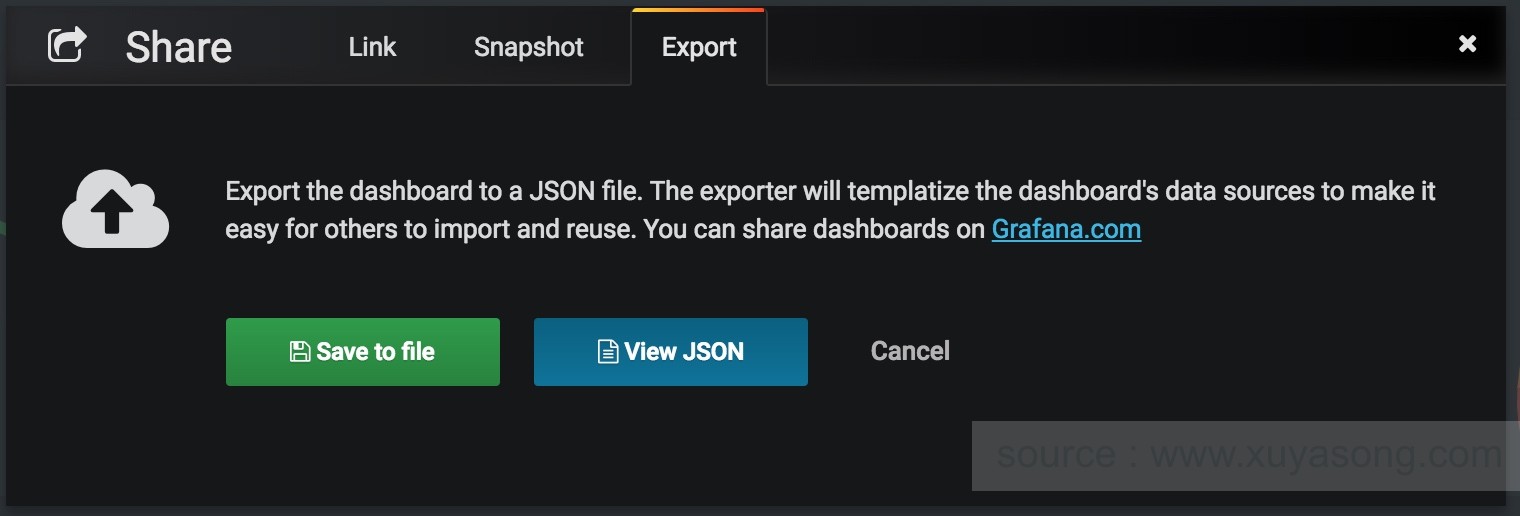 Share Link Snapshot Export
Export the dashboard to a JSON file. The exporter will templatize the dashboard's data sources to make it
easy for others to import and reuse. You can share dashboards on Grafana.com
Save to file View JSON Cancel
source : www.xuyasong.com